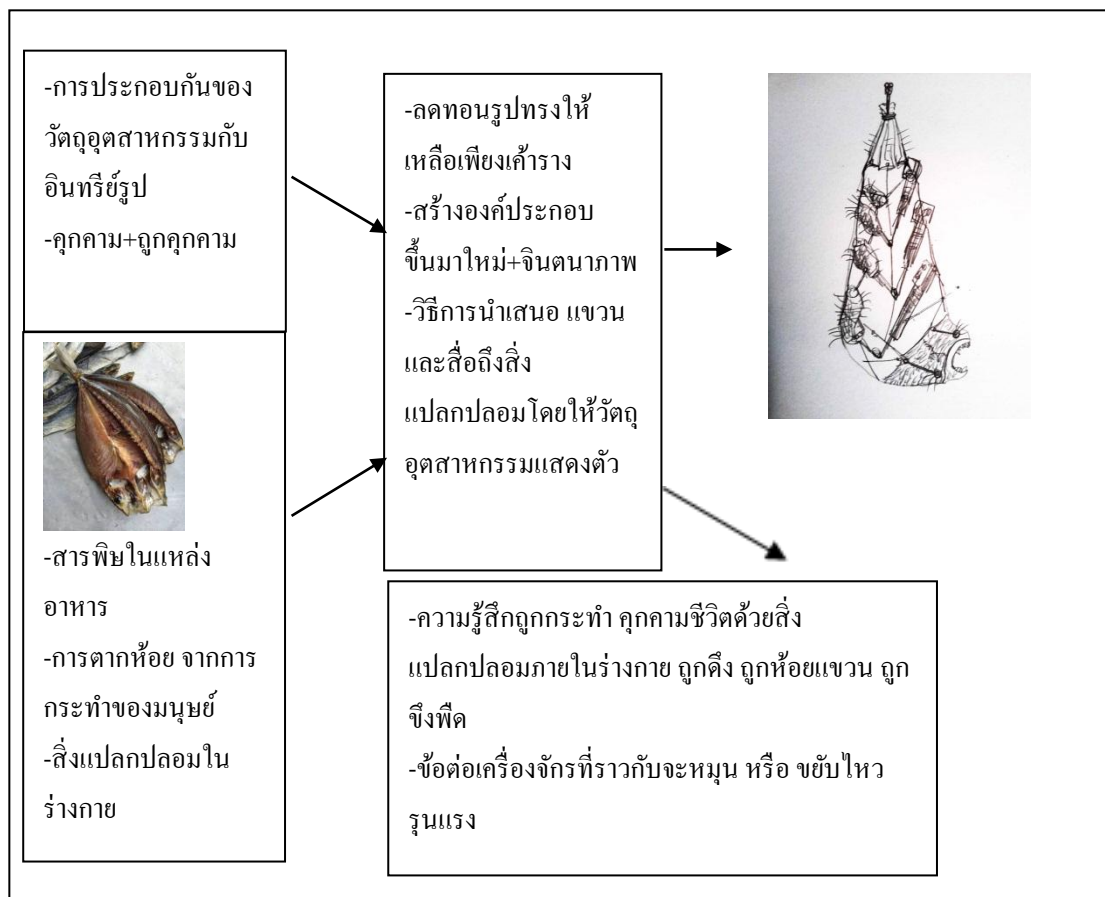 -การประกอบกันของ
วัตถุอุตสาหกรรมกับ
อินทรีย์รูป
-คุกคาม+ถูกคุกคาม
-สารพิษในแหล่ง
อาหาร
-การตากห้อย จากการ
กระทำของมนุษย์
-สิ่งแปลกปลอมใน
ร่างกาย
-ลดทอนรูปทรงให้
เหลือเพียงเค้าราง
-สร้างองค์ประกอบ
ขึ้นมาใหม่+จินตนาภาพ
-วิธีการนำเสนอ แขวน
และสื่อถึงสิ่ง
แปลกปลอมโดยให้วัตถุ
อุตสาหกรรมแสดงตัว
-ความรู้สึกถูกกระทำ คุกคามชีวิตด้วยสิ่ง
แปลกปลอมภายในร่างกาย ถูกดึง ถูกห้อยแขวน ถูก
ขึงพืด
-ข้อต่อเครื่องจักรที่ราวกับจะหมุน หรือ ขยับไหว
รุนแรง